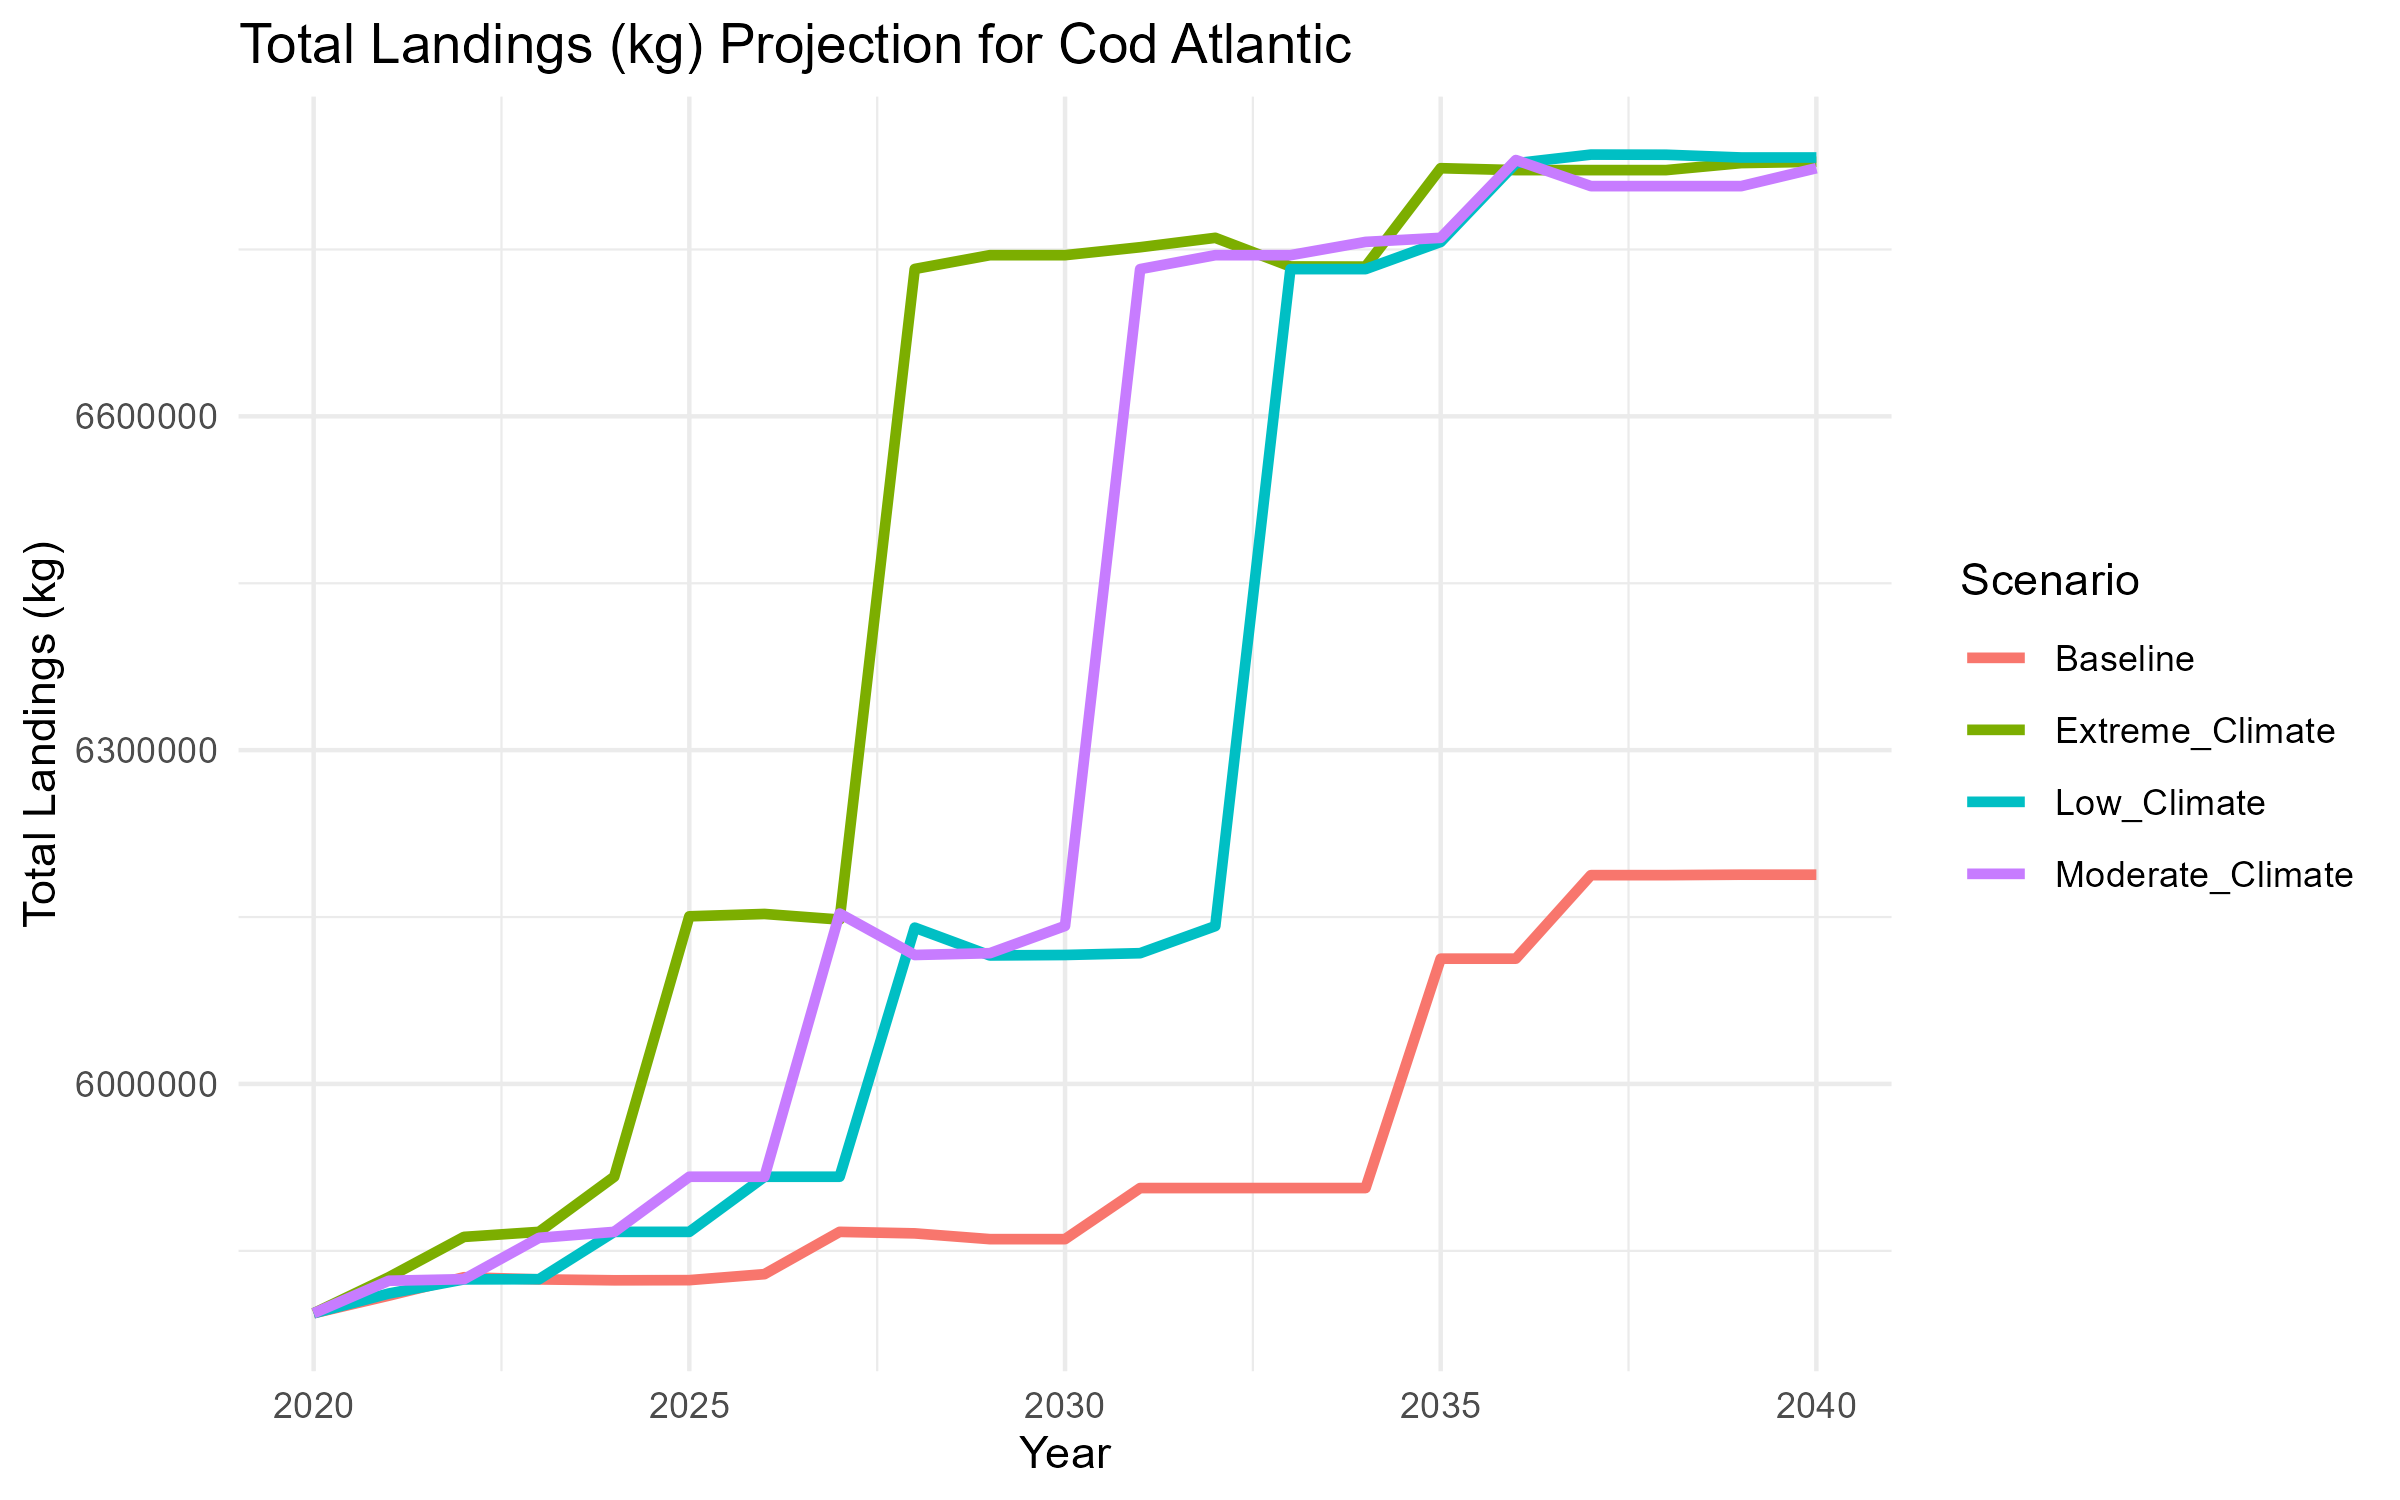 Total Landings (kg) Projection for Cod Atlantic
Total Landings (kg)
6600000
6300000
6000000
2020
2025
2030
2035
2040
Year
Scenario
Baseline
Extreme_Climate
Low_Climate
Moderate_Climate